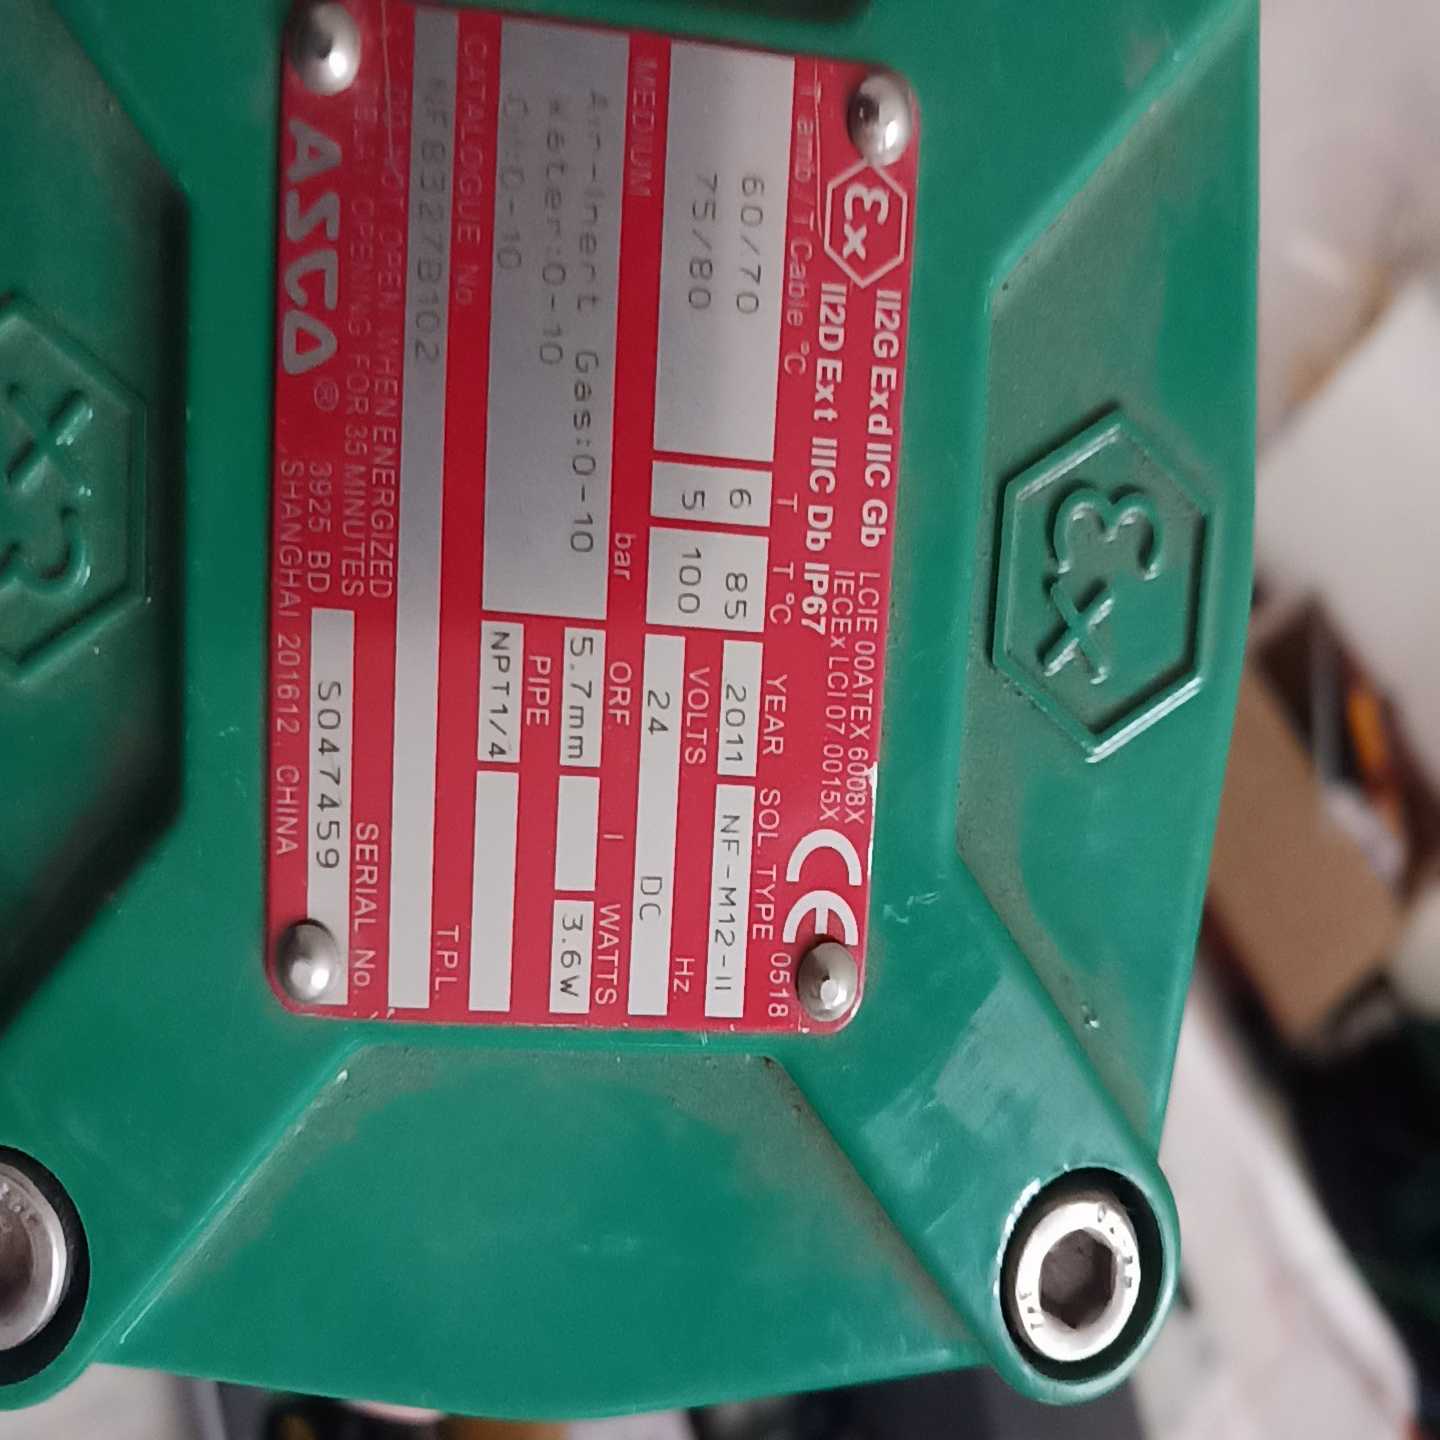 Ex II2G Exd IIC Gb LCIE 00ATEX 6008X
II2D Ext IIIC Db IP67 IECEx LCI 07.0015X CE 0518
T amb/T Cable °C T T°C YEAR SOL. TYPE
60/70 6 85 2011 NF-M12-II
75/80 5 100 VOLTS Hz.
24 DC
MEDIUM bar ORF. I WATTS
Air-Inert Gas:0-10 5.7mm 3.6W
Water:0-10 PIPE
0-10 NPT1/4
CATALOGUE No. T.P.L.
NF8327B102
DO NOT OPEN WHEN ENERGIZED
OPENING FOR 35 MINUTES SERIAL No.
ASCO ® 3925 BD S047459
SHANGHAI 201612, CHINA
Ex
Ex